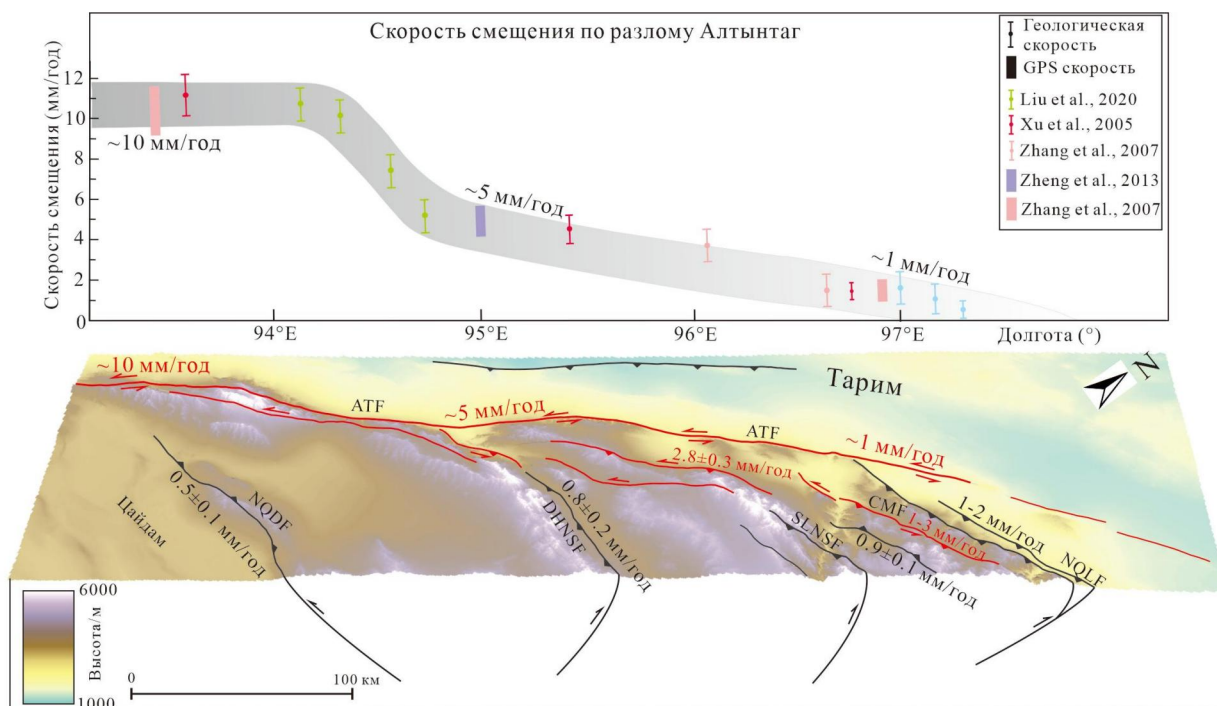 Скорость смещения по разлому Алтынтаг
Скорость смещения (мм/год)
12
10
8
6
4
2
0
~10 мм/год
~5 мм/год
~1 мм/год
94°E
95°E
96°E
97°E
Долгота (°)
Геологическая
скорость
GPS скорость
Liu et al., 2020
Xu et al., 2005
Zhang et al., 2007
Zheng et al., 2013
Zhang et al., 2007
~10 мм/год
ATF
~5 мм/год
ATF
~1 мм/год
Тарим
N
2.8±0.3 мм/год
CMF
1-3 мм/год
1-2 мм/год
NQLF
SLNSF
0.9±0.1 мм/год
0.8±0.2 мм/год
DHNSF
NQDF
0.5±0.1 мм/год
Цайдам
6000
Высота/м
1000
0
100 км